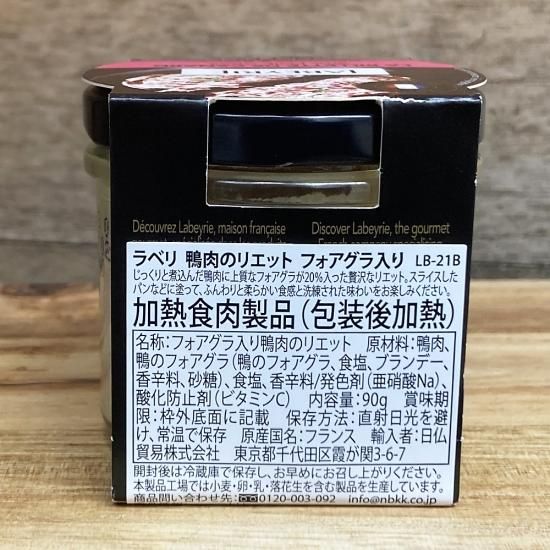 LABEYRIE
Découvrez Labeyrie, maison française
Discover Labeyrie, the gourmet
ラベリ 鴨肉のリエット フォアグラ入り LB-21B
じっくりと煮込んだ鴨肉に上質なフォアグラが20%入った贅沢なリエット。スライスした
パンなどに塗って、ふんわりと柔らかい食感と洗練された味わいをお楽しみください。
加熱食肉製品（包装後加熱）
名称:フォアグラ入り鴨肉のリエット 原材料:鴨肉、
鴨のフォアグラ（鴨のフォアグラ、食塩、ブランデー、
香辛料、砂糖）、食塩、香辛料/発色剤（亜硝酸Na）、
酸化防止剤（ビタミンC） 内容量:90g 賞味期
限:枠外底面に記載 保存方法:直射日光を避
け、常温で保存 原産国名:フランス 輸入者:日仏
貿易株式会社 東京都千代田区霞が関3-6-7
開封後は冷蔵庫で保存し、お早めにお召し上がりください。
本製品工場では小麦・卵・乳・落花生を含む製品を生産しています。
商品問い合わせ先:0120-003-092 info@nbkk.co.jp